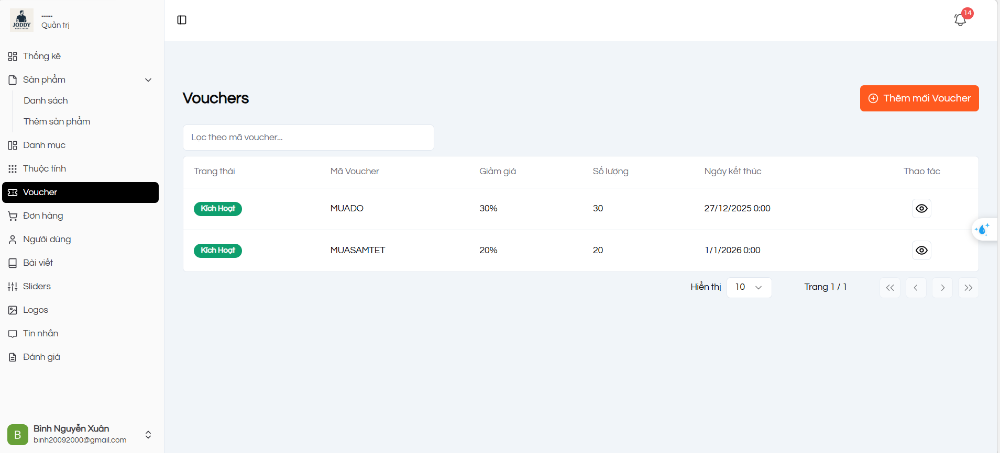 JODDY
MEN'S WEAR
......
Quản trị
Thống kê
Sản phẩm
Danh sách
Thêm sản phẩm
Danh mục
Thuộc tính
Voucher
Đơn hàng
Người dùng
Bài viết
Sliders
Logos
Tin nhắn
Đánh giá
Bình Nguyễn Xuân
binh20092000@gmail.com
B
14
Vouchers
Thêm mới Voucher
Lọc theo mã voucher...
Trang thái Mã Voucher Giảm giá Số lượng Ngày kết thúc Thao tác
Kích Hoạt MUADO 30% 30 27/12/2025 0:00
Kích Hoạt MUASAMTET 20% 20 1/1/2026 0:00
Hiển thị 10 Trang 1 / 1